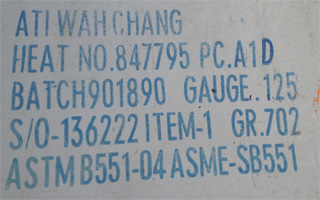 ATI WAH CHANG
HEAT NO.847795 PC.A1D
BATCH901890 GAUGE.125
S/O-136222 ITEM-1 GR.702
ASTM B551-04 ASME-SB551